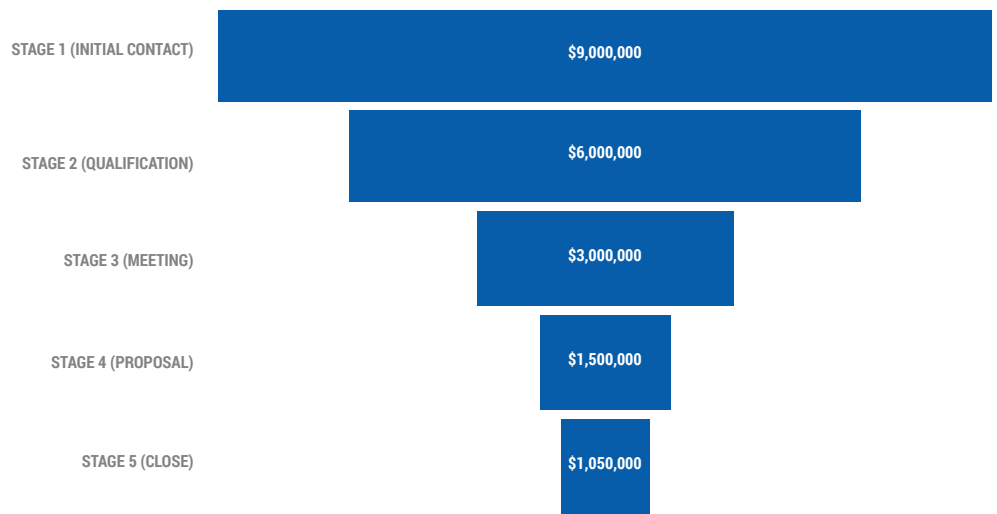 STAGE 1 (INITIAL CONTACT)
$9,000,000
STAGE 2 (QUALIFICATION)
$6,000,000
STAGE 3 (MEETING)
$3,000,000
STAGE 4 (PROPOSAL)
$1,500,000
STAGE 5 (CLOSE)
$1,050,000